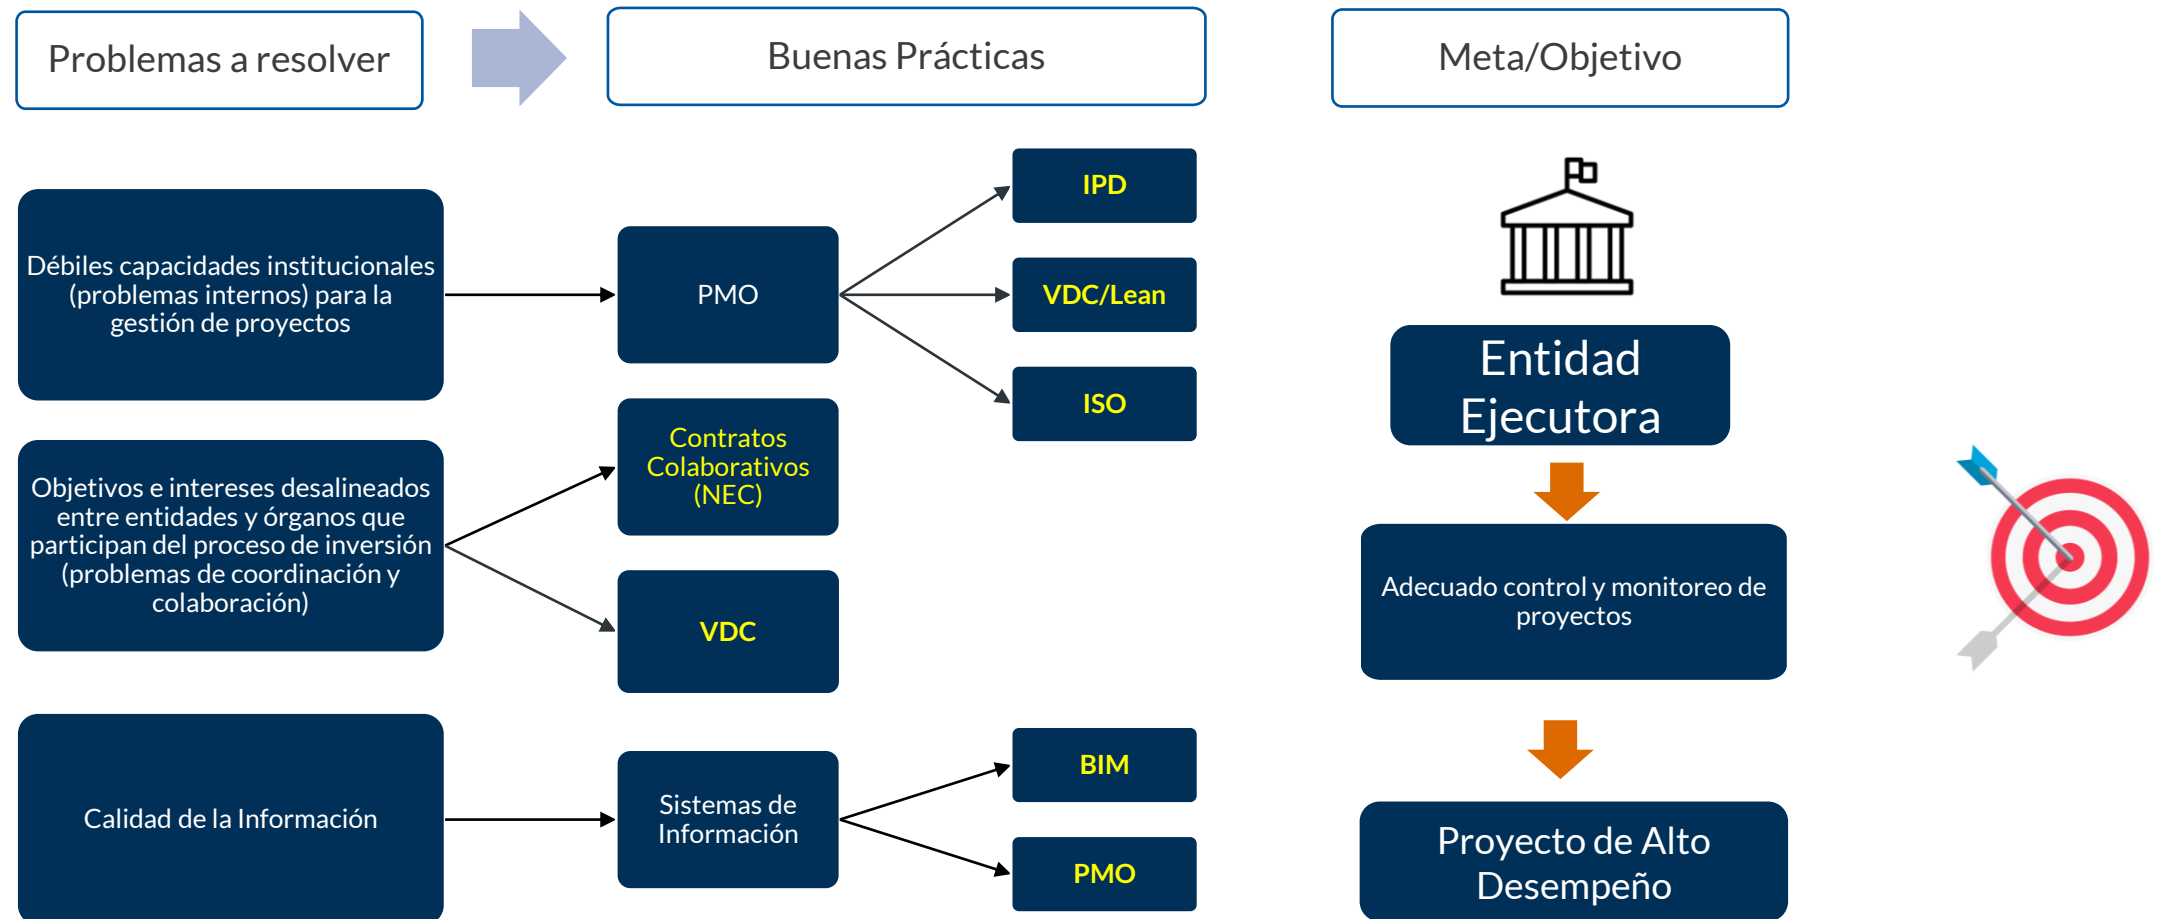 Problemas a resolver
Buenas Prácticas
Meta/Objetivo
Débiles capacidades institucionales
(problemas internos) para la
gestión de proyectos
PMO
IPD
VDC/Lean
ISO
Objetivos e intereses desalineados
entre entidades y órganos que
participan del proceso de inversión
(problemas de coordinación y
colaboración)
Contratos
Colaborativos
(NEC)
VDC
Calidad de la Información
Sistemas de
Información
BIM
PMO
Entidad
Ejecutora
Adecuado control y monitoreo de
proyectos
Proyecto de Alto
Desempeño